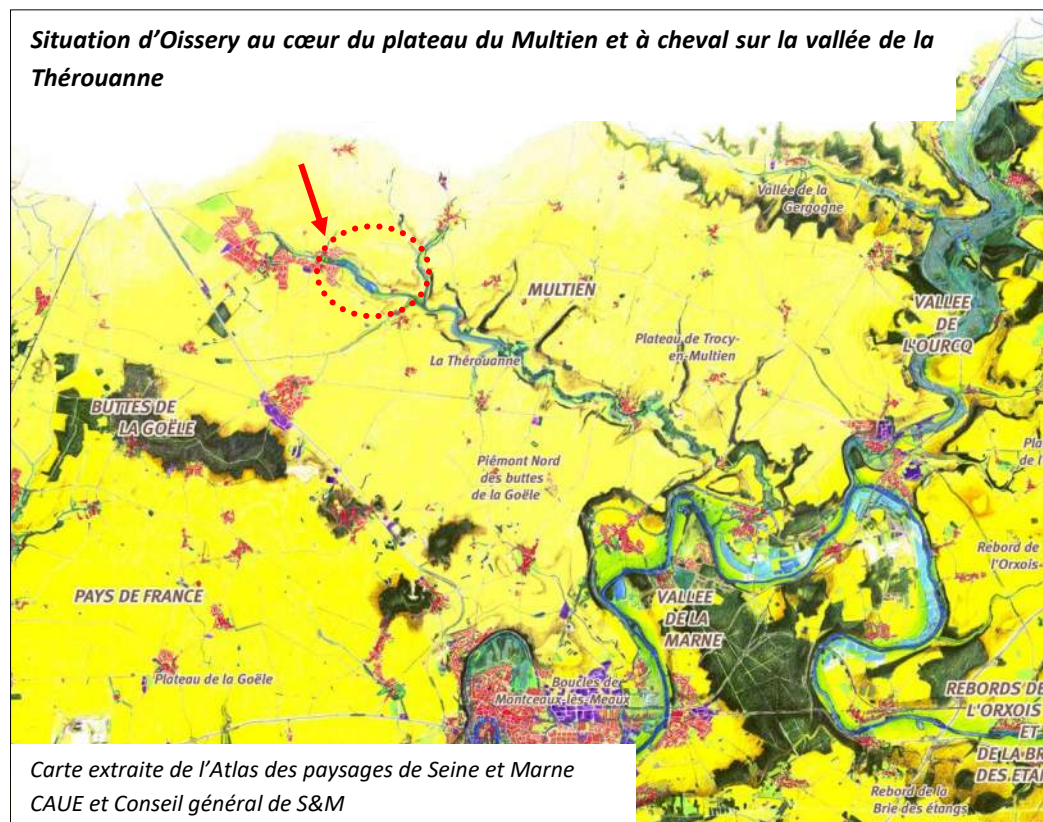 Situation d’Oissery au cœur du plateau du Multien et à cheval sur la vallée de la
Thérouanne
Vallée de la
Gergogne
MULTIEN
VALLEE
DE
L'OURCQ
Plateau de Trocy-
en-Multien
La Thérouanne
BUTTES DE
LA GOËLE
Piémont Nord
des buttes
de la Goële
Pla
de l'
Rebord de
l'Orxois-
PAYS DE FRANCE
VALLEE
DE LA
MARNE
Plateau de la Goële
Boucles de
Montceaux-lès-Meaux
REBORDS DE
L'ORXOIS
ET
DE LA BR
DES ETAN
Rebord de la
Brie des étangs
Carte extraite de l’Atlas des paysages de Seine et Marne
CAUE et Conseil général de S&M